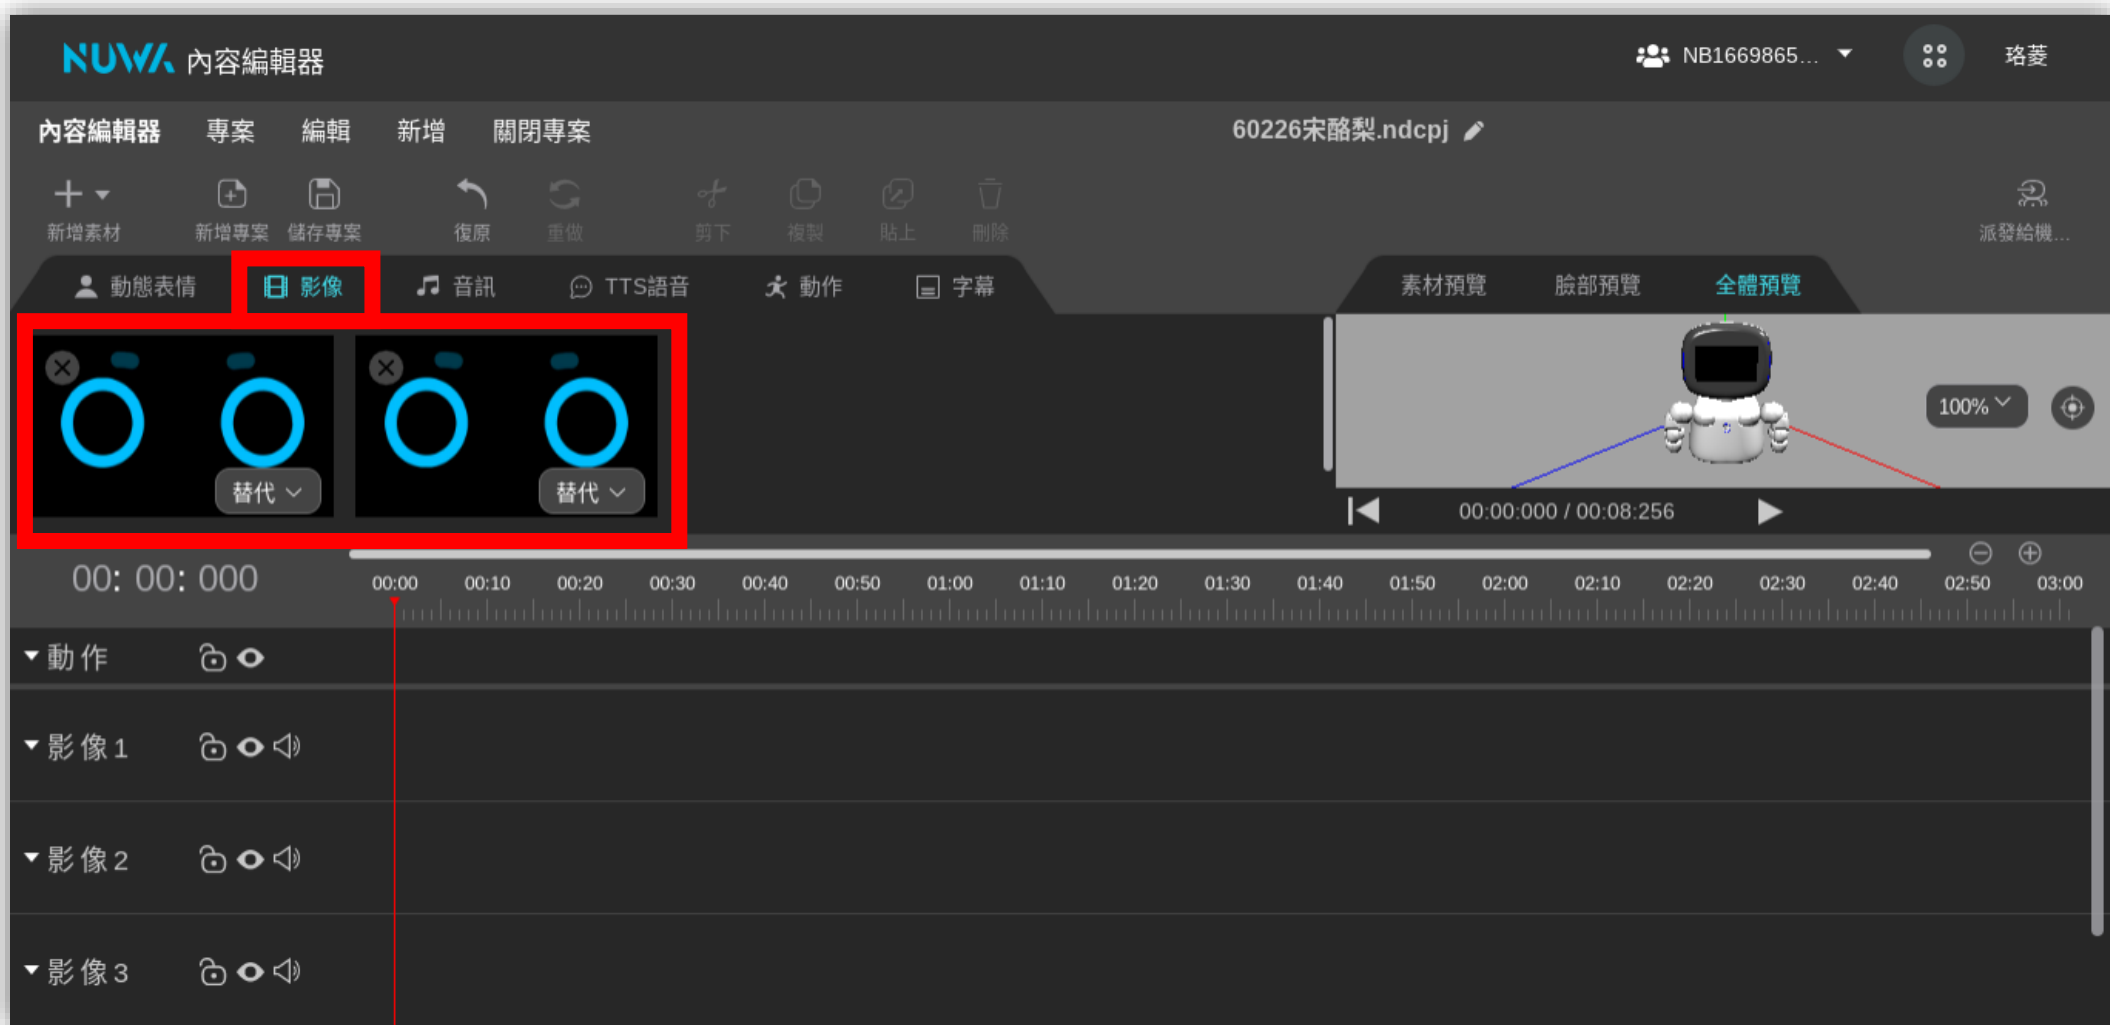 NUWA 內容編輯器
NB1669865...
珞菱
內容編輯器 專案 編輯 新增 關閉專案
60226宋酪梨.ndcpj
新增素材 新增專案 儲存專案 復原 重做 剪下 複製 貼上 刪除 派發給機...
動態表情 影像 音訊 TTS語音 動作 字幕
素材預覽 臉部預覽 全體預覽
替代 替代
100%
00:00:000 / 00:08:256
00: 00: 000
00:00 00:10 00:20 00:30 00:40 00:50 01:00 01:10 01:20 01:30 01:40 01:50 02:00 02:10 02:20 02:30 02:40 02:50 03:00
動作
影像1
影像2
影像3